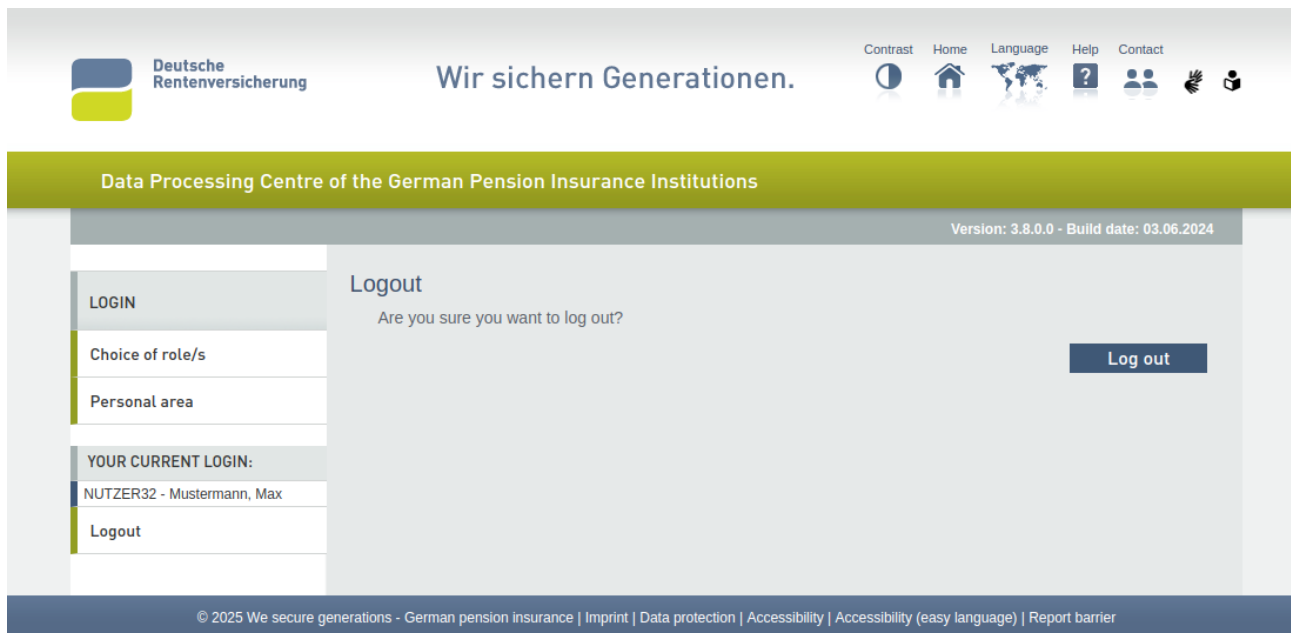 Deutsche
Rentenversicherung
Wir sichern Generationen.
Contrast Home Language Help Contact
?
Data Processing Centre of the German Pension Insurance Institutions
Version: 3.8.0.0 - Build date: 03.06.2024
LOGIN
Choice of role/s
Personal area
YOUR CURRENT LOGIN:
NUTZER32 - Mustermann, Max
Logout
Logout
Are you sure you want to log out?
Log out
© 2025 We secure generations - German pension insurance | Imprint | Data protection | Accessibility | Accessibility (easy language) | Report barrier